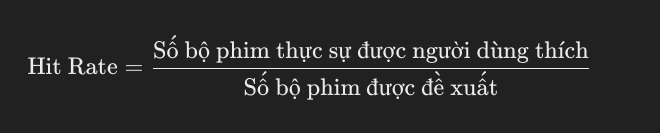 Hit Rate = Số bộ phim thực sự được người dùng thích
Số bộ phim được đề xuất